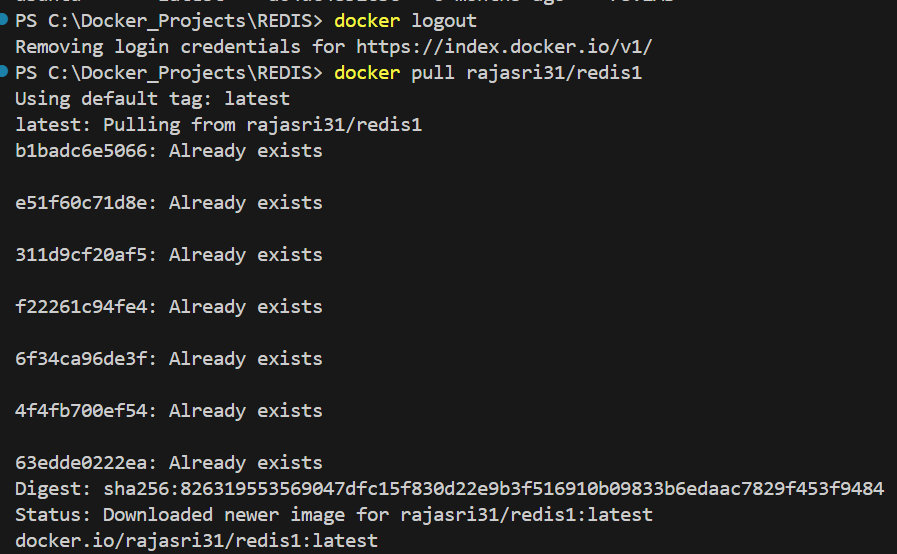 PS C:\Docker_Projects\REDIS> docker logout
Removing login credentials for https://index.docker.io/v1/
PS C:\Docker_Projects\REDIS> docker pull rajasri31/redis1
Using default tag: latest
latest: Pulling from rajasri31/redis1
b1badc6e5066: Already exists
e51f60c71d8e: Already exists
311d9cf20af5: Already exists
f22261c94fe4: Already exists
6f34ca96de3f: Already exists
4f4fb700ef54: Already exists
63edde0222ea: Already exists
Digest: sha256:826319553569047dfc15f830d22e9b3f516910b09833b6edaac7829f453f9484
Status: Downloaded newer image for rajasri31/redis1:latest
docker.io/rajasri31/redis1:latest